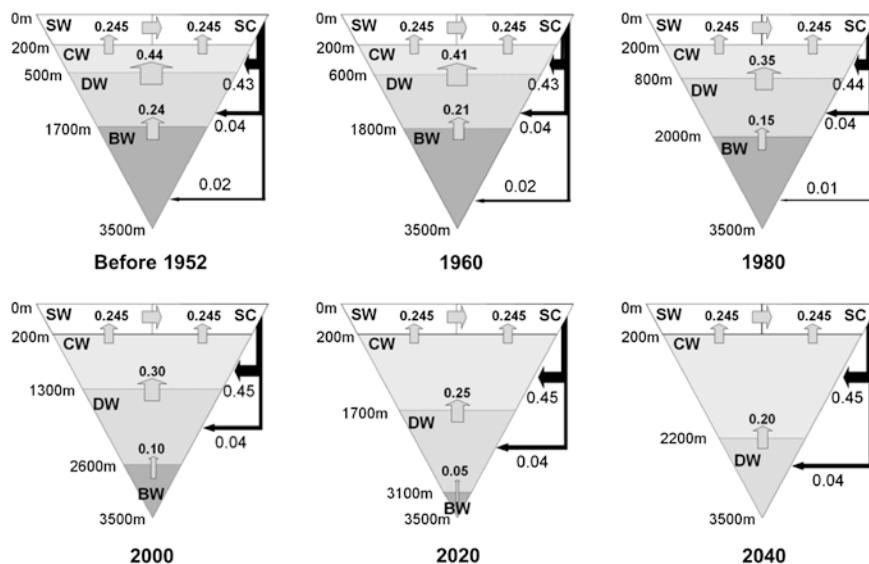 0m SW 0.245 0.245 SC
200m CW 0.44
500m DW 0.43
0.24
1700m BW 0.04
0.02
3500m
Before 1952
0m SW 0.245 0.245 SC
200m CW 0.41
600m DW 0.43
0.21
1800m BW 0.04
0.02
3500m
1960
0m SW 0.245 0.245 SC
200m CW 0.35
800m DW 0.44
0.15 0.04
2000m BW
0.01
3500m
1980
0m SW 0.245 0.245 SC
200m CW
0.30
1300m DW 0.45
0.10 0.04
2600m BW
3500m
2000
0m SW 0.245 0.245 SC
200m CW
0.25 0.45
1700m DW
0.05 0.04
3100m BW
3500m
2020
0m SW 0.245 0.245 SC
200m CW
0.45
0.20
2200m DW
0.04
3500m
2040